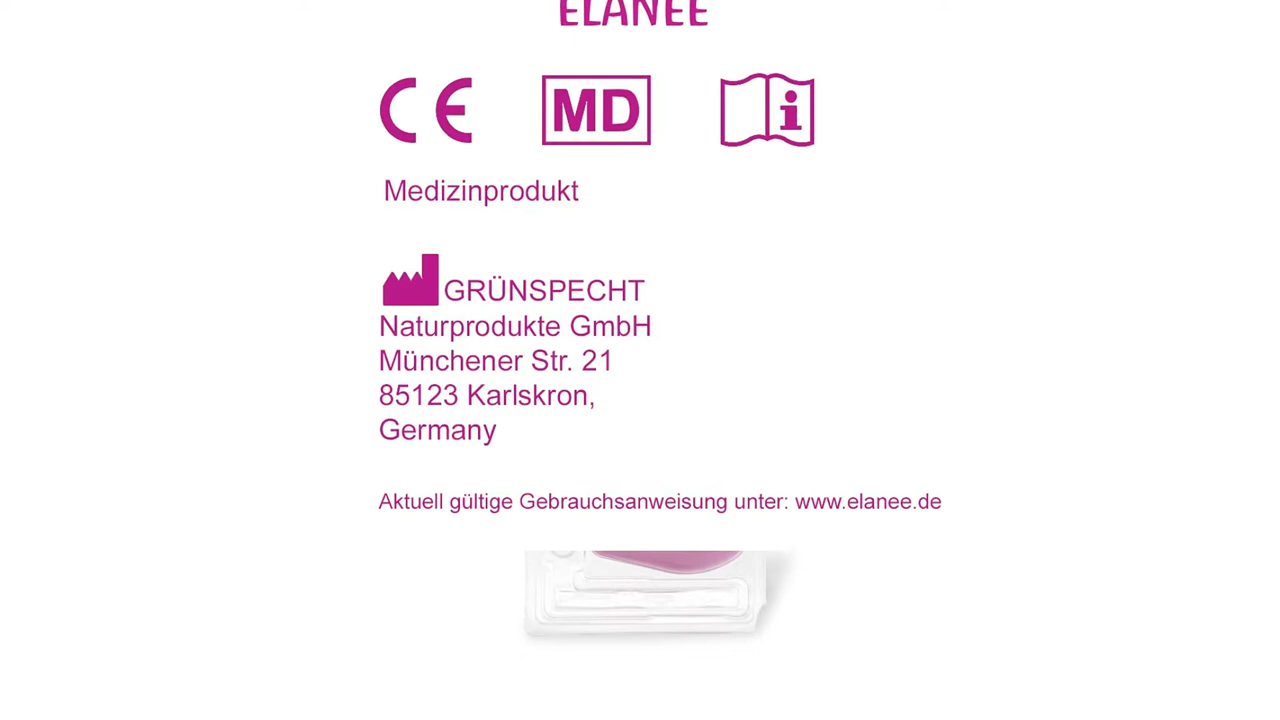 ELANEE
CE MD i
Medizinprodukt
GRÜNSPECHT
Naturprodukte GmbH
Münchener Str. 21
85123 Karlskron,
Germany
Aktuell gültige Gebrauchsanweisung unter: www.elanee.de